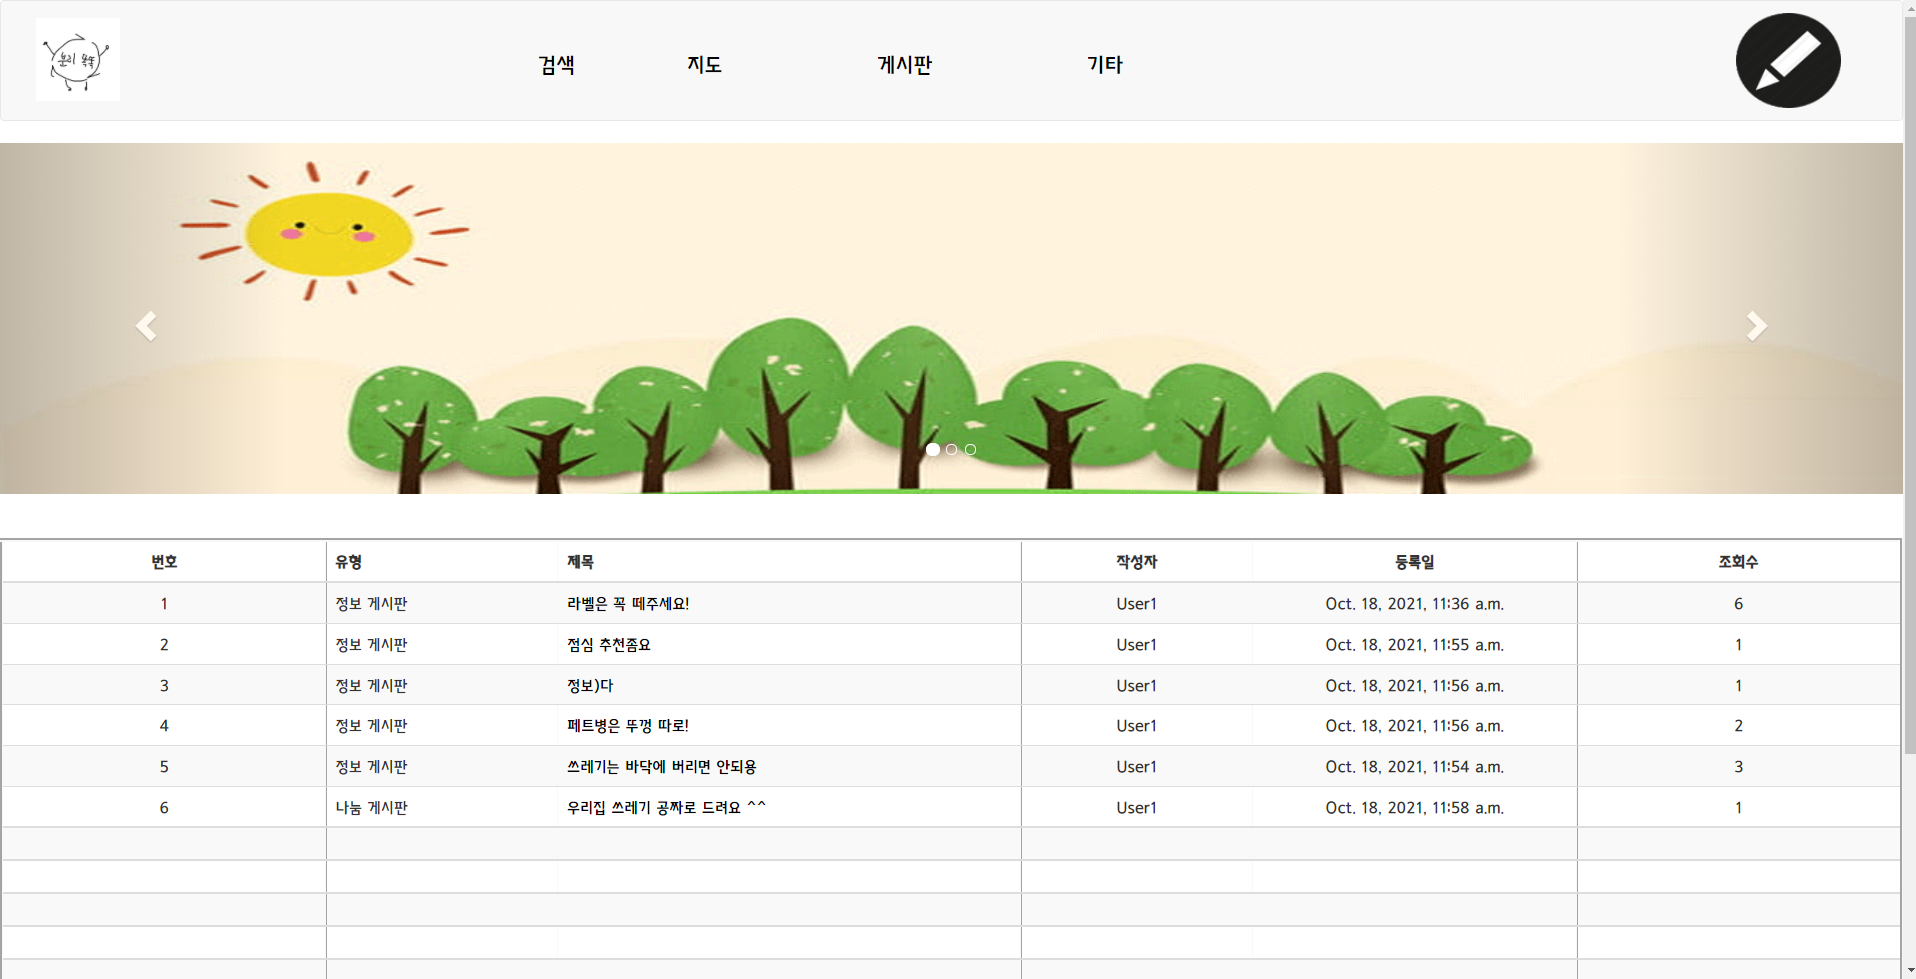 분리 똑똑
검색 지도 게시판 기타
번호 유형 제목 작성자 등록일 조회수
1 정보 게시판 라벨은 꼭 떼주세요! User1 Oct. 18, 2021, 11:36 a.m. 6
2 정보 게시판 점심 추천좀요 User1 Oct. 18, 2021, 11:55 a.m. 1
3 정보 게시판 정보)다 User1 Oct. 18, 2021, 11:56 a.m. 1
4 정보 게시판 페트병은 뚜껑 따로! User1 Oct. 18, 2021, 11:56 a.m. 2
5 정보 게시판 쓰레기는 바닥에 버리면 안되용 User1 Oct. 18, 2021, 11:54 a.m. 3
6 나눔 게시판 우리집 쓰레기 공짜로 드려요 ^^ User1 Oct. 18, 2021, 11:58 a.m. 1